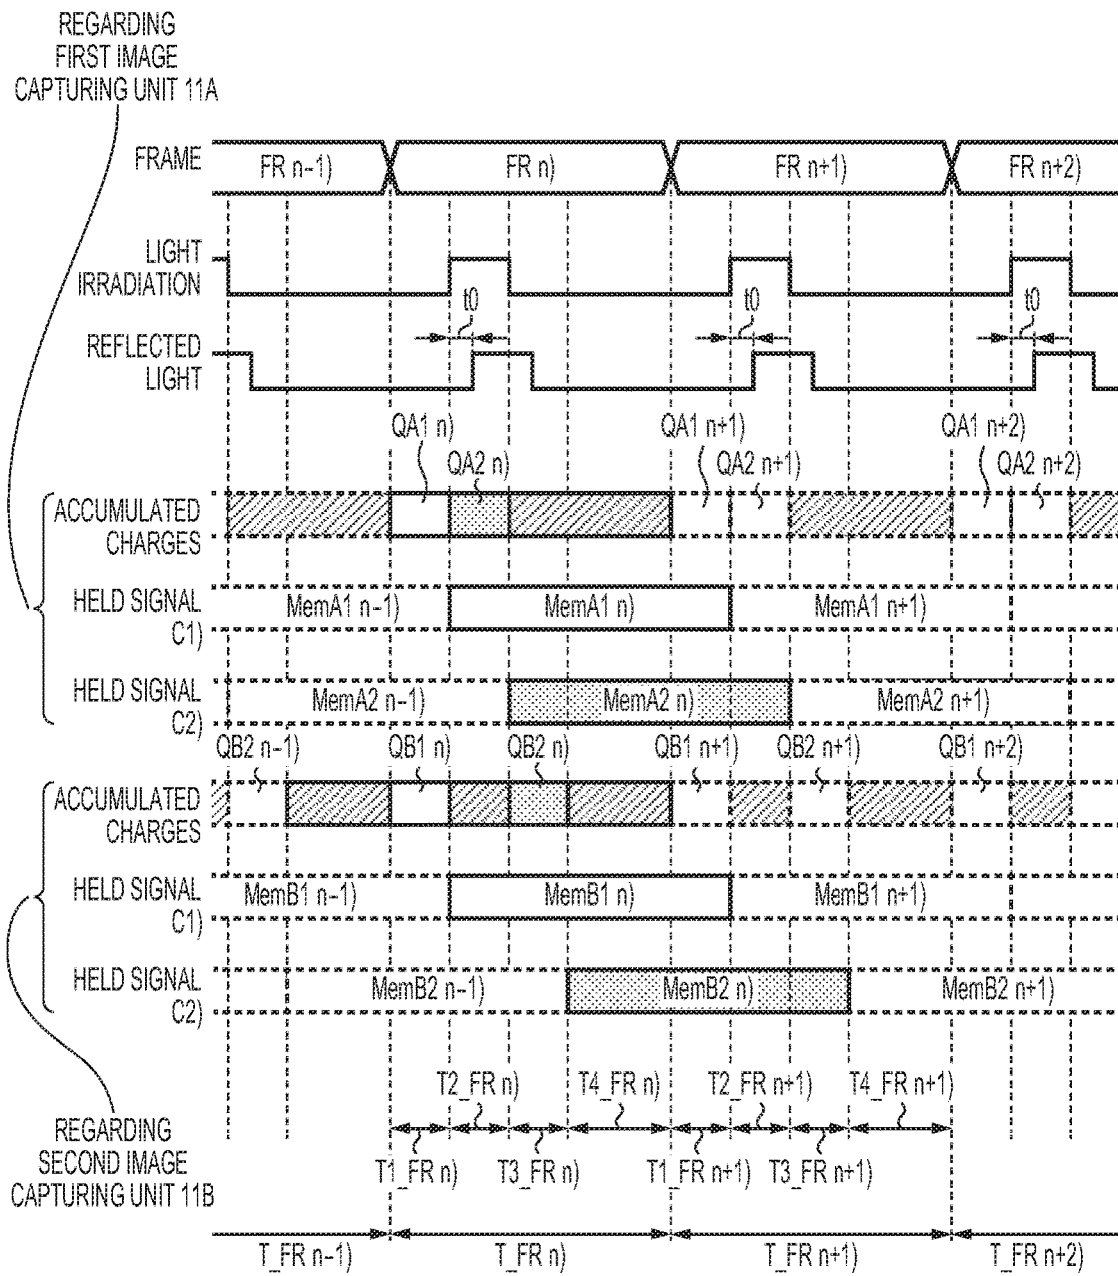 REGARDING
FIRST IMAGE
CAPTURING UNIT 11A
FRAME
FR n−1)
FR n)
FR n+1)
FR n+2)
LIGHT
IRRADIATION
t0
t0
t0
REFLECTED
LIGHT
QA1 n)
QA1 n+1)
QA1 n+2)
QA2 n)
QA2 n+1)
QA2 n+2)
ACCUMULATED
CHARGES
HELD SIGNAL
C1)
MemA1 n−1)
MemA1 n)
MemA1 n+1)
HELD SIGNAL
C2)
MemA2 n−1)
MemA2 n)
MemA2 n+1)
QB2 n−1)
QB1 n)
QB2 n)
QB1 n+1)
QB2 n+1)
QB1 n+2)
ACCUMULATED
CHARGES
HELD SIGNAL
C1)
MemB1 n−1)
MemB1 n)
MemB1 n+1)
HELD SIGNAL
C2)
MemB2 n−1)
MemB2 n)
MemB2 n+1)
T2_FR n)
T4_FR n)
T2_FR n+1)
T4_FR n+1)
REGARDING
SECOND IMAGE
CAPTURING UNIT 11B
T1_FR n)
T3_FR n)
T1_FR n+1)
T3_FR n+1)
T_FR n−1)
T_FR n)
T_FR n+1)
T_FR n+2)